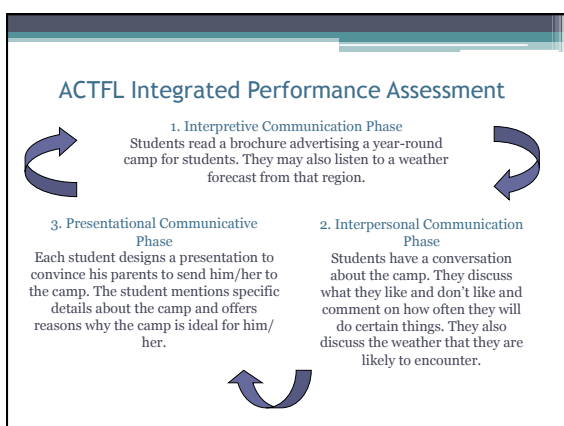 ACTFL Integrated Performance Assessment
1. Interpretive Communication Phase
Students read a brochure advertising a year-round
camp for students. They may also listen to a weather
forecast from that region.
3. Presentational Communicative
Phase
Each student designs a presentation to
convince his parents to send him/her to
the camp. The student mentions specific
details about the camp and offers
reasons why the camp is ideal for him/
her.
2. Interpersonal Communication
Phase
Students have a conversation
about the camp. They discuss
what they like and don't like and
comment on how often they will
do certain things. They also
discuss the weather that they are
likely to encounter.